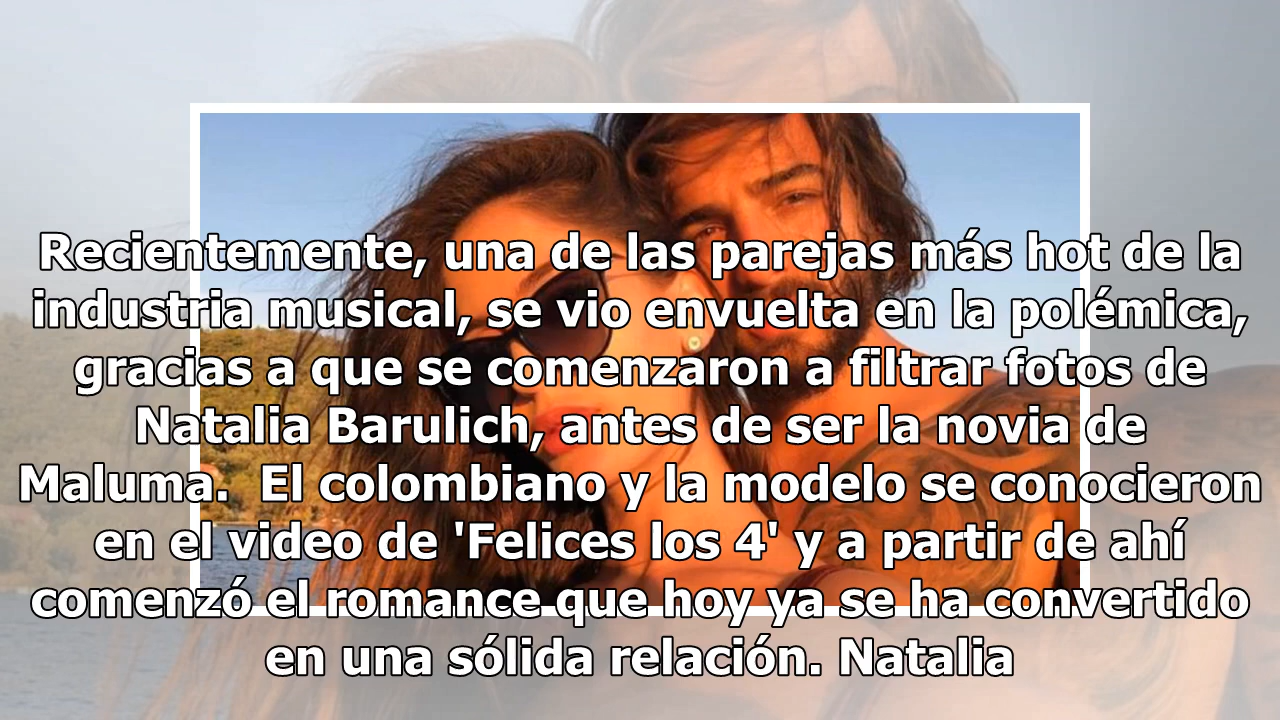 Recientemente, una de las parejas más hot de la
industria musical, se vio envuelta en la polémica,
gracias a que se comenzaron a filtrar fotos de
Natalia Barulich, antes de ser la novia de
Maluma.  El colombiano y la modelo se conocieron
en el video de 'Felices los 4' y a partir de ahí
comenzó el romance que hoy ya se ha convertido
en una sólida relación. Natalia